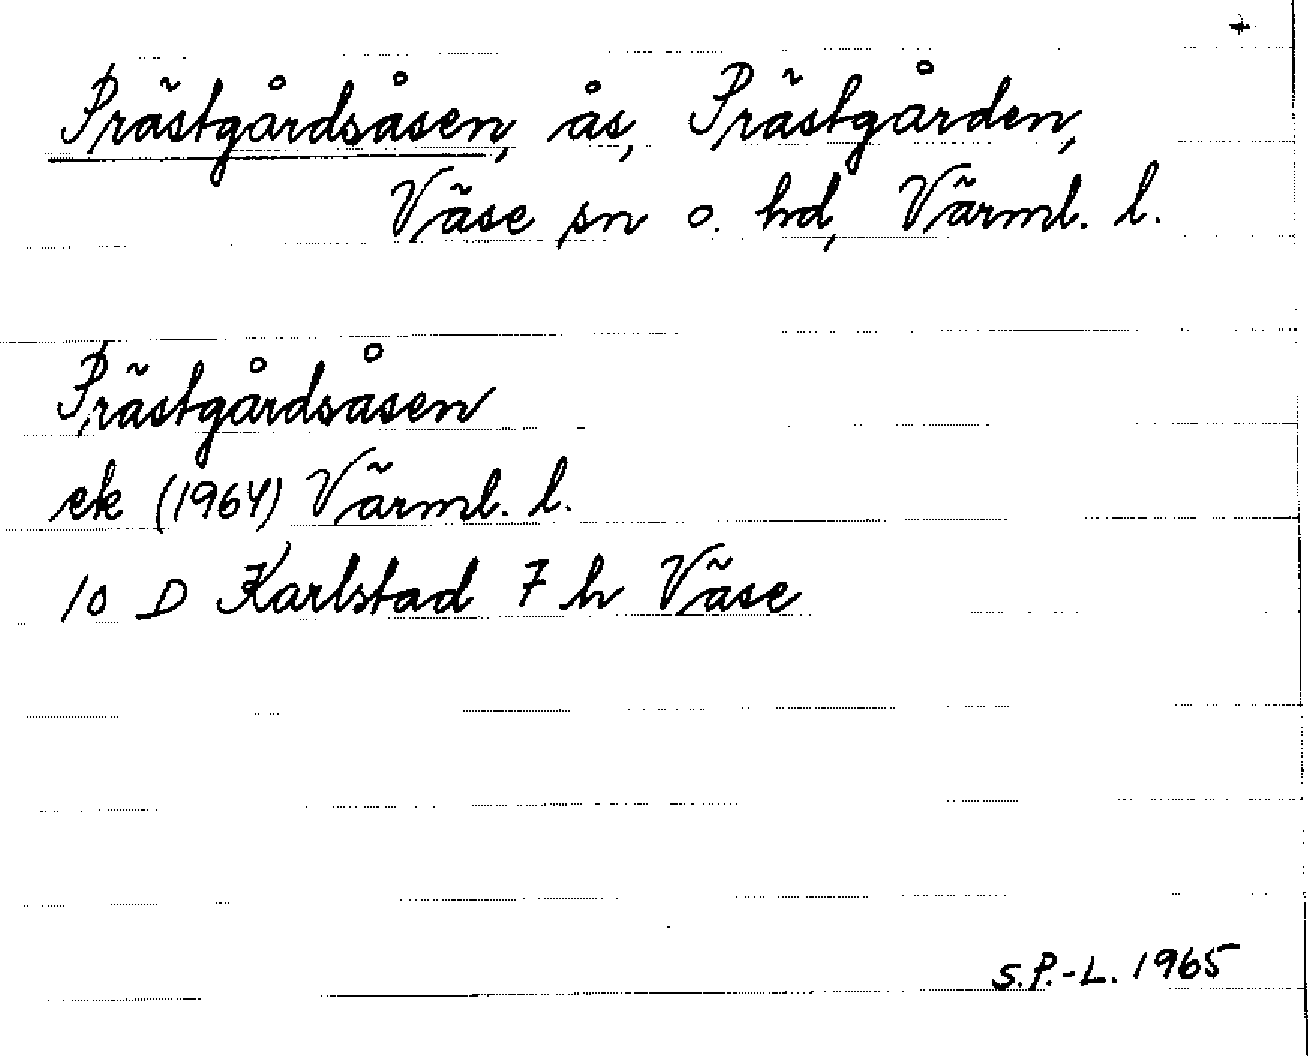 +
Prästgårdsåsen, ås, Prästgården,
Väse sn o. hd, Värml. l.
Prästgårdsåsen
ek (1964) Värml. l.
10 D Karlstad 7 h Väse
S.P.-L. 1965